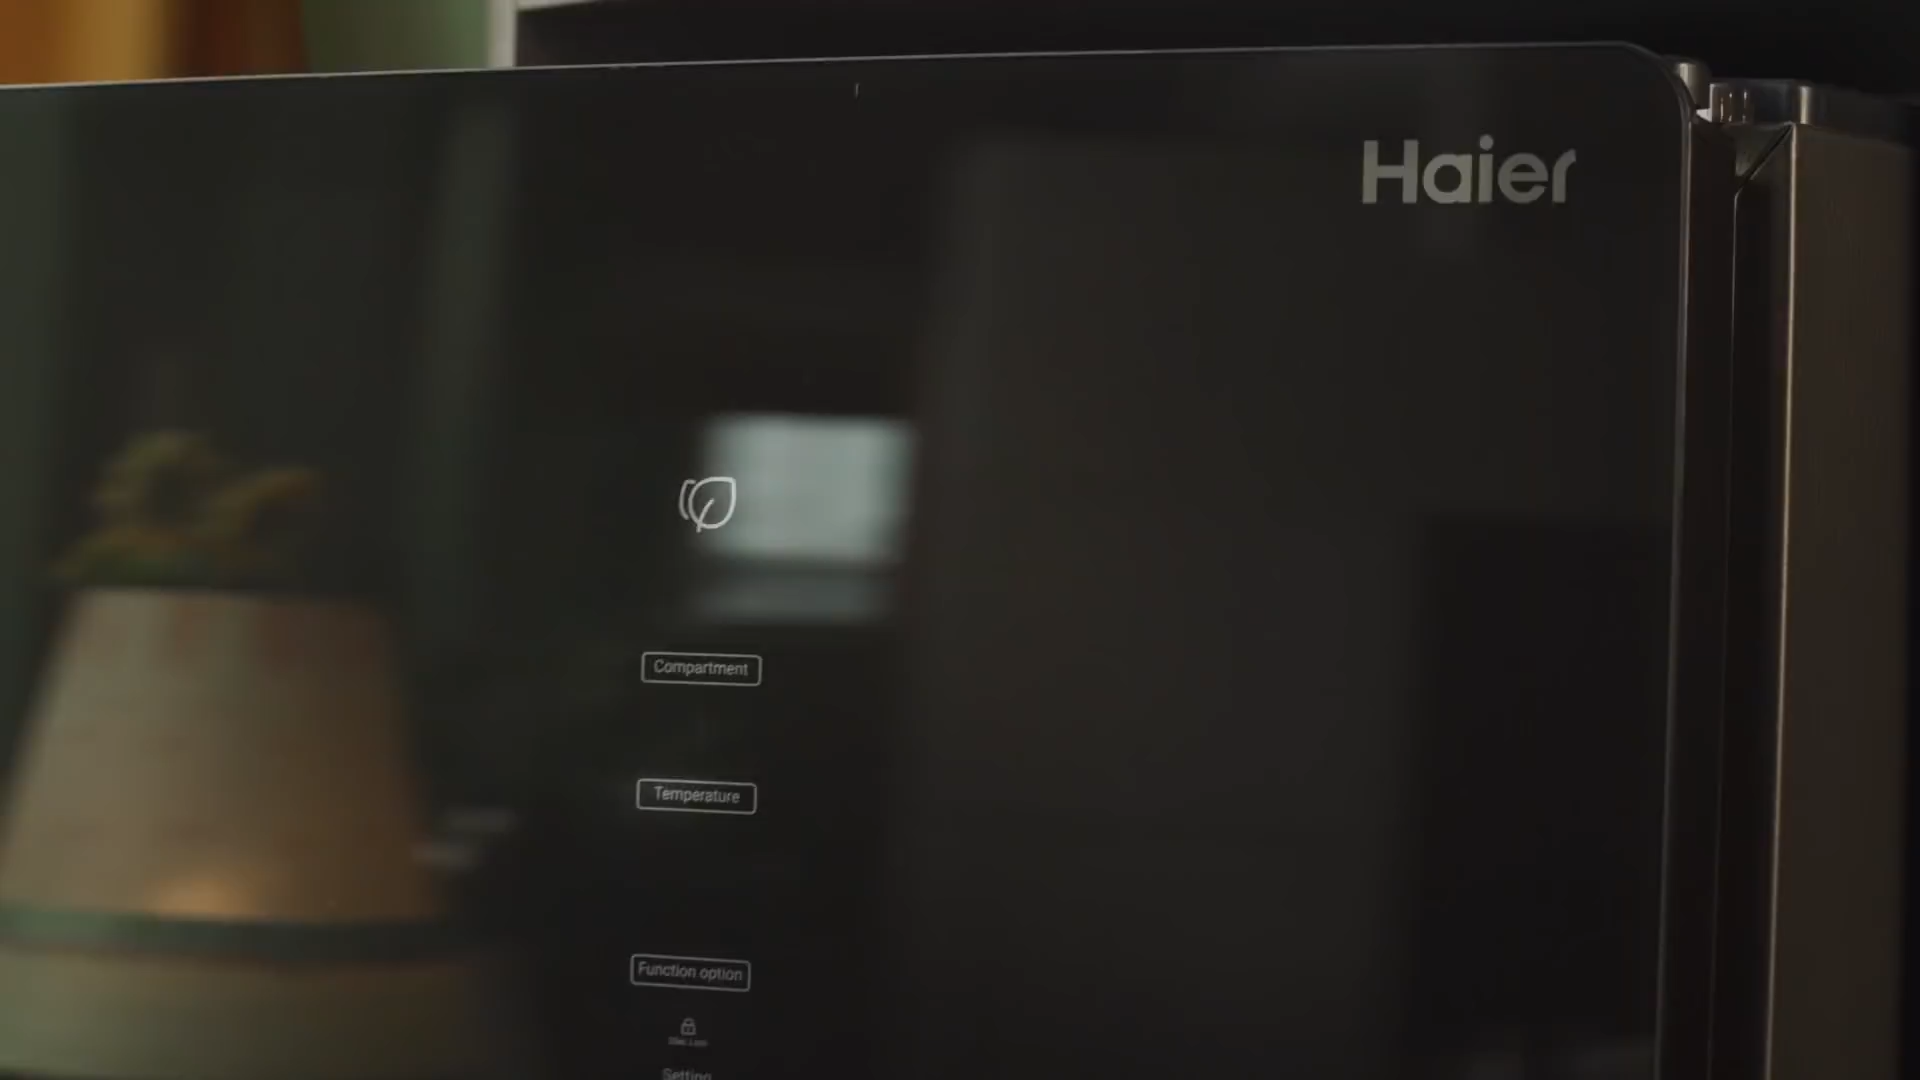 Haier
Compartment
Temperature
Function option
Setting